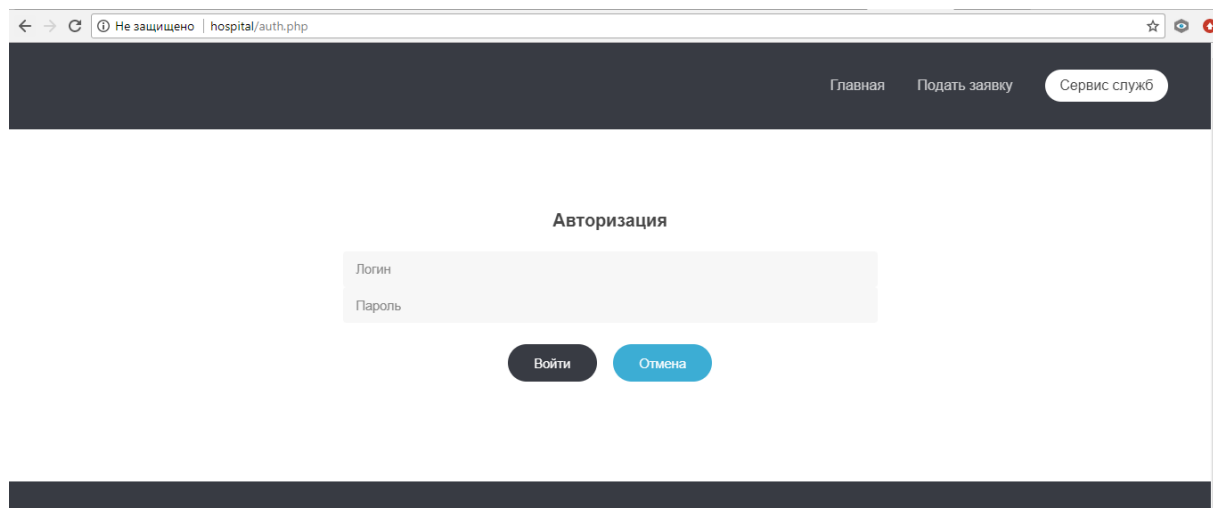 Не защищено | hospital/auth.php
Главная Подать заявку Сервис служб
Авторизация
Логин
Пароль
Войти Отмена